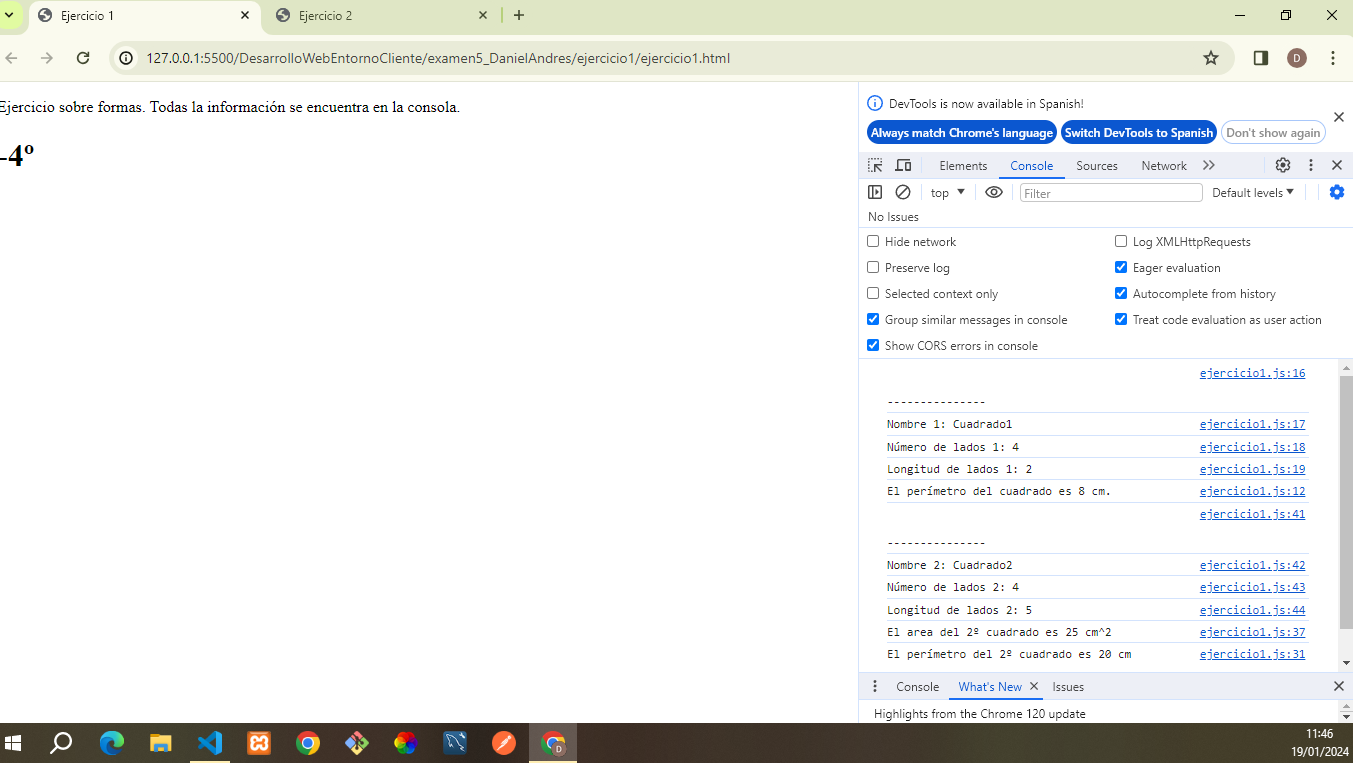 Ejercicio 1
Ejercicio 2
127.0.0.1:5500/DesarrolloWebEntornoCliente/examen5_DanielAndres/ejercicio1/ejercicio1.html
D
Ejercicio sobre formas. Todas la información se encuentra en la consola.
-4º
DevTools is now available in Spanish!
Always match Chrome's language Switch DevTools to Spanish Don't show again
Elements Console Sources Network
top Filter Default levels
No Issues
Hide network Log XMLHttpRequests
Preserve log Eager evaluation
Selected context only Autocomplete from history
Group similar messages in console Treat code evaluation as user action
Show CORS errors in console
ejercicio1.js:16
---------------
Nombre 1: Cuadrado1 ejercicio1.js:17
Número de lados 1: 4 ejercicio1.js:18
Longitud de lados 1: 2 ejercicio1.js:19
El perímetro del cuadrado es 8 cm. ejercicio1.js:12
ejercicio1.js:41
---------------
Nombre 2: Cuadrado2 ejercicio1.js:42
Número de lados 2: 4 ejercicio1.js:43
Longitud de lados 2: 5 ejercicio1.js:44
El area del 2º cuadrado es 25 cm^2 ejercicio1.js:37
El perímetro del 2º cuadrado es 20 cm ejercicio1.js:31
Console What's New Issues
Highlights from the Chrome 120 update
D
11:46
19/01/2024